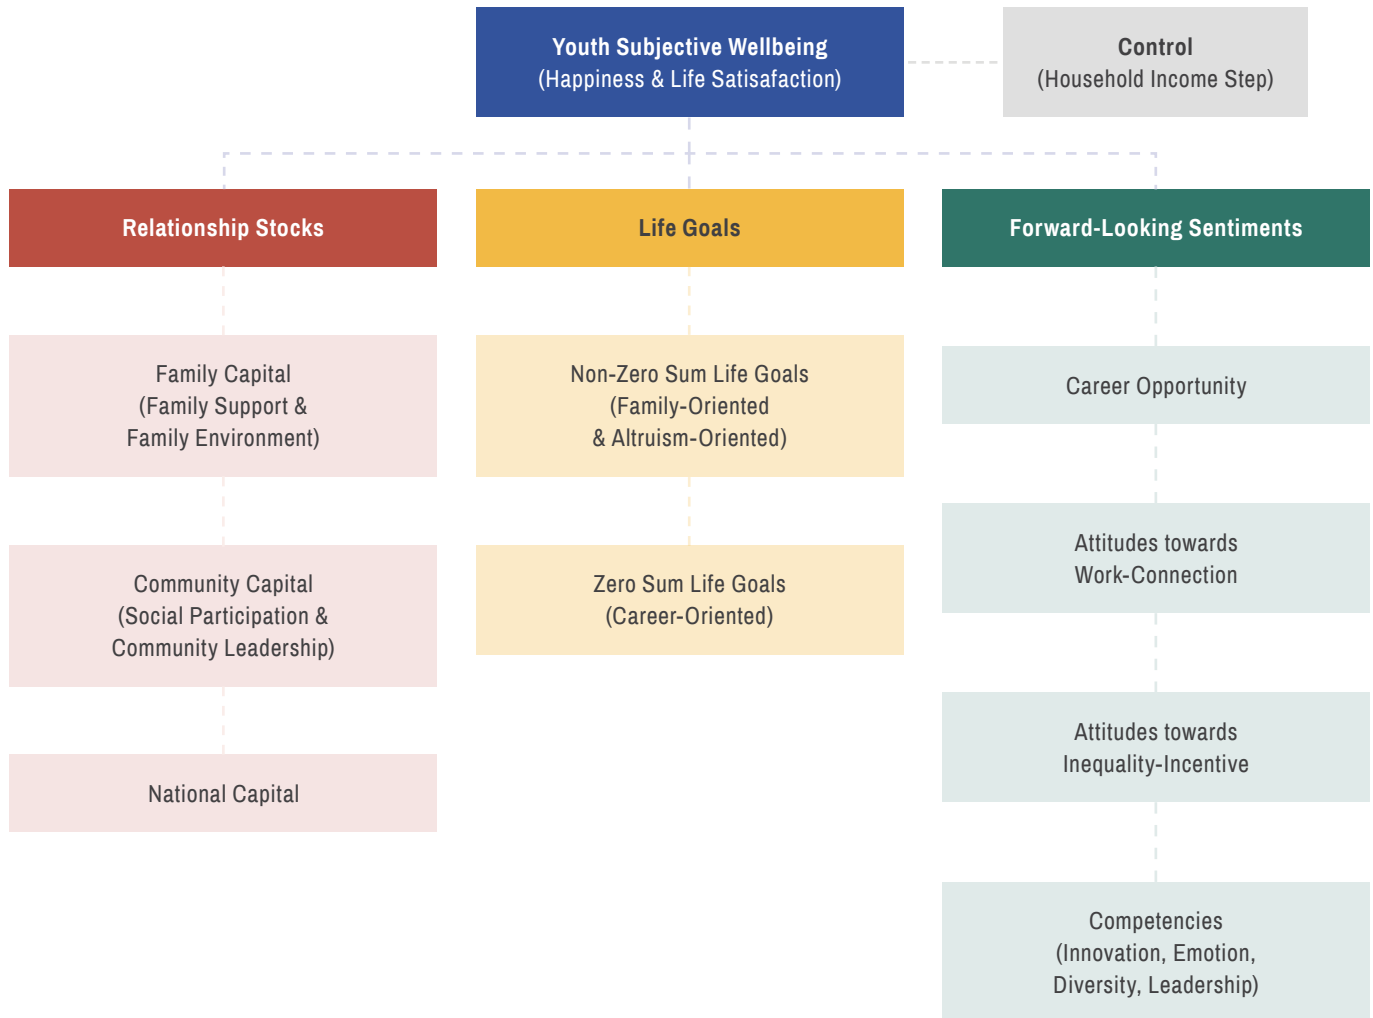 Youth Subjective Wellbeing
(Happiness & Life Satisafaction)
Control
(Household Income Step)
Relationship Stocks
Life Goals
Forward-Looking Sentiments
Family Capital
(Family Support &
Family Environment)
Community Capital
(Social Participation &
Community Leadership)
National Capital
Non-Zero Sum Life Goals
(Family-Oriented
& Altruism-Oriented)
Zero Sum Life Goals
(Career-Oriented)
Career Opportunity
Attitudes towards
Work-Connection
Attitudes towards
Inequality-Incentive
Competencies
(Innovation, Emotion,
Diversity, Leadership)